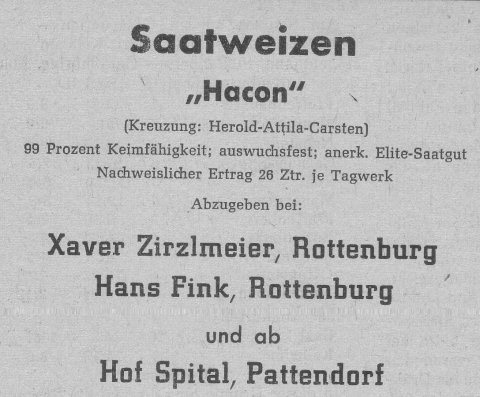 Saatweizen
„Hacon“
(Kreuzung: Herold-Attila-Carsten)
99 Prozent Keimfähigkeit; auswuchsfest; anerk. Elite-Saatgut
Nachweislicher Ertrag 26 Ztr. je Tagwerk
Abzugeben bei:
Xaver Zirzlmeier, Rottenburg
Hans Fink, Rottenburg
und ab
Hof Spital, Pattendorf